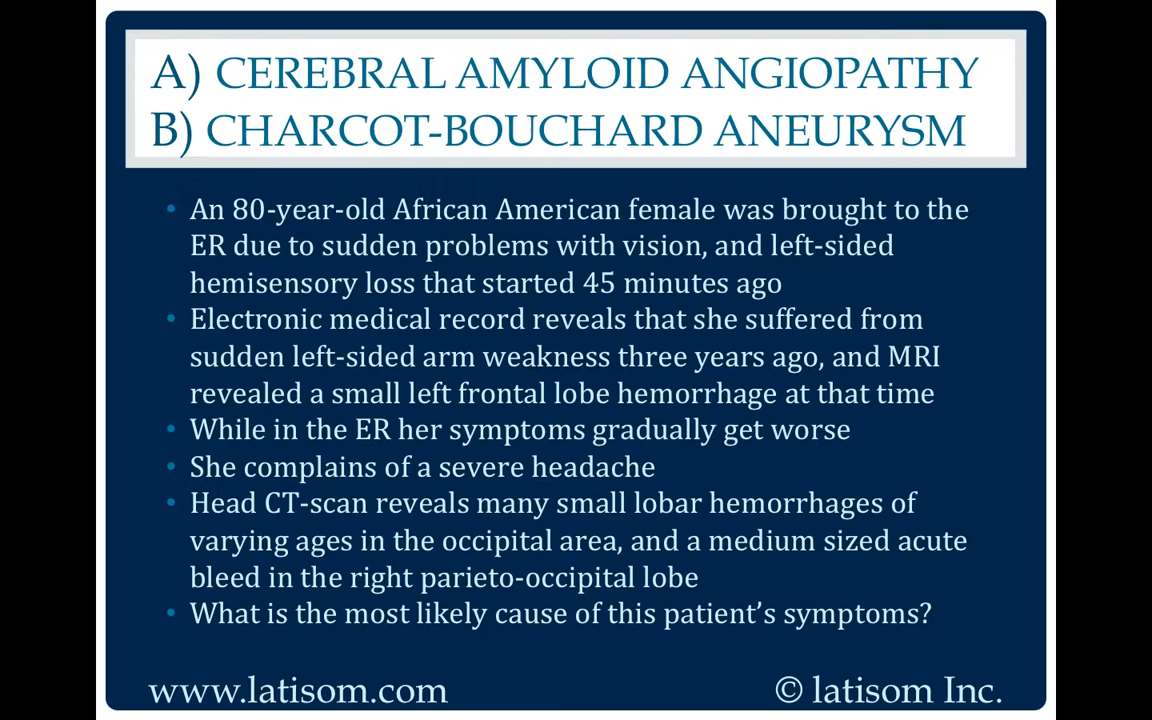 A) CEREBRAL AMYLOID ANGIOPATHY
B) CHARCOT-BOUCHARD ANEURYSM
• An 80-year-old African American female was brought to the
ER due to sudden problems with vision, and left-sided
hemisensory loss that started 45 minutes ago
• Electronic medical record reveals that she suffered from
sudden left-sided arm weakness three years ago, and MRI
revealed a small left frontal lobe hemorrhage at that time
• While in the ER her symptoms gradually get worse
• She complains of a severe headache
• Head CT-scan reveals many small lobar hemorrhages of
varying ages in the occipital area, and a medium sized acute
bleed in the right parieto-occipital lobe
• What is the most likely cause of this patient’s symptoms?
www.latisom.com © latisom Inc.